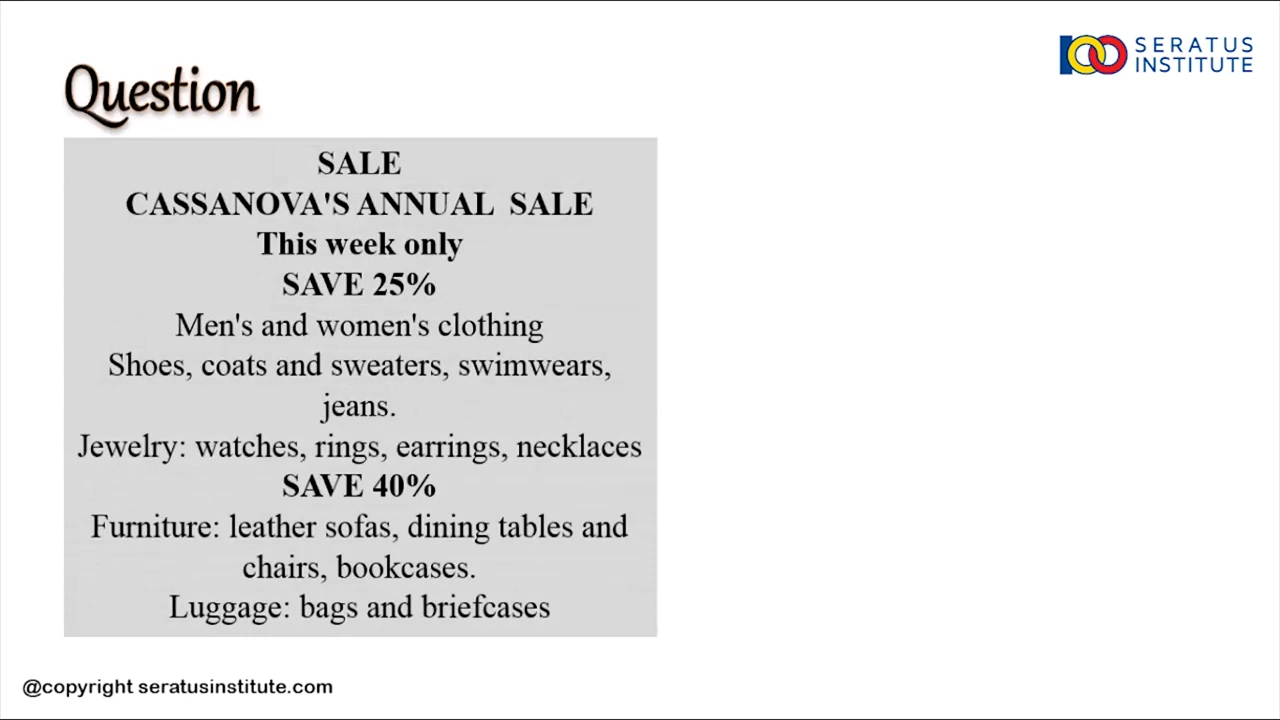 SERATUS
INSTITUTE
Question
SALE
CASSANOVA'S ANNUAL SALE
This week only
SAVE 25%
Men's and women's clothing
Shoes, coats and sweaters, swimwears,
jeans.
Jewelry: watches, rings, earrings, necklaces
SAVE 40%
Furniture: leather sofas, dining tables and
chairs, bookcases.
Luggage: bags and briefcases
@copyright seratusinstitute.com